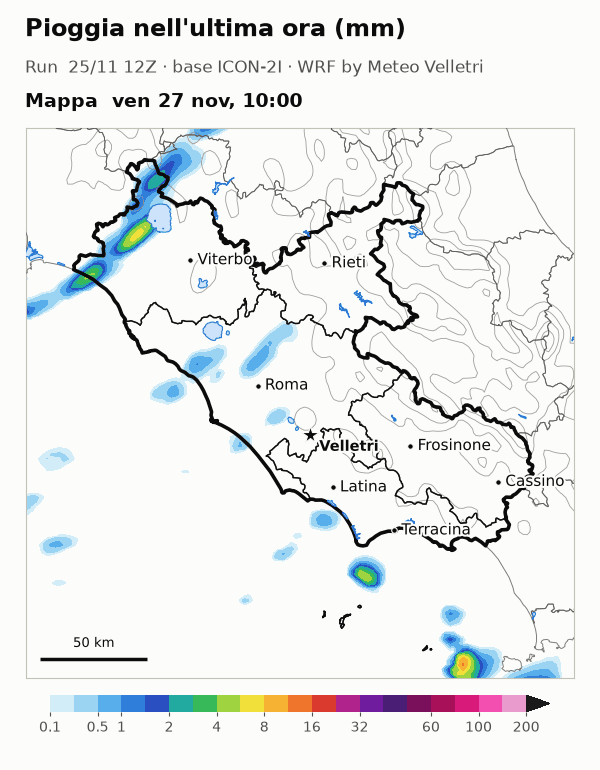 Pioggia nell'ultima ora (mm)
Run  25/11 12Z · base ICON-2I · WRF by Meteo Velletri
Mappa  ven 27 nov, 10:00
Viterbo
Rieti
Roma
Velletri
Frosinone
Latina
Cassino
Terracina
50 km
0.1 0.5 1 2 4 8 16 32 60 100 200